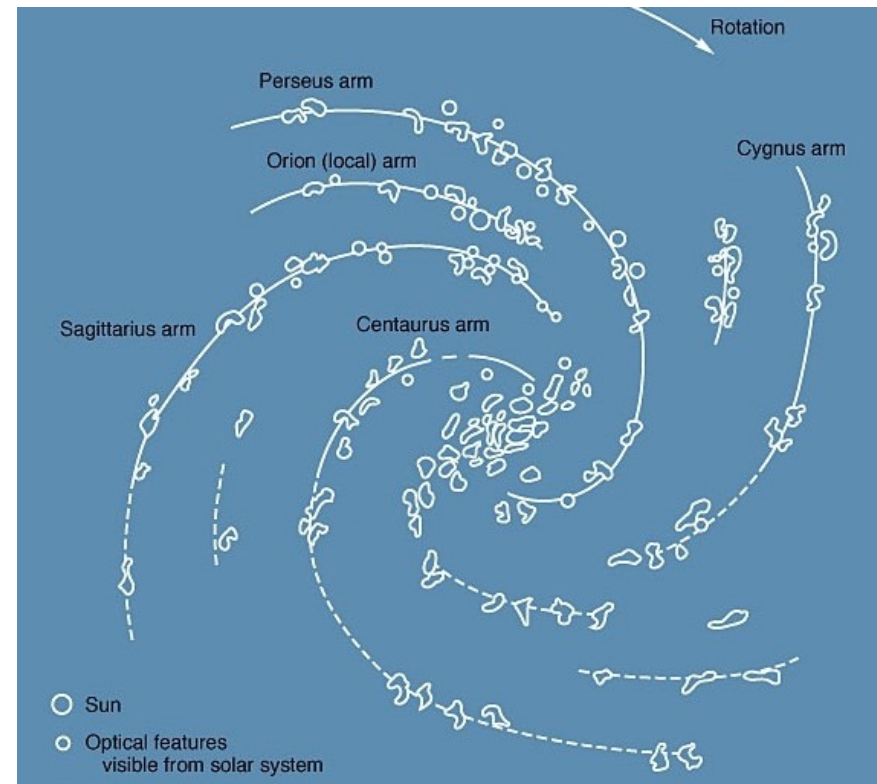 Rotation
Perseus arm
Orion (local) arm
Cygnus arm
Sagittarius arm
Centaurus arm
Sun
Optical features
visible from solar system